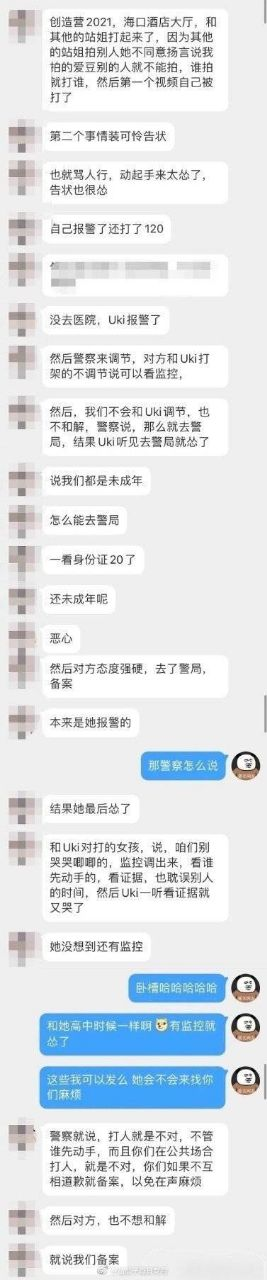 创造营2021，海口酒店大厅，和
其他的站姐打起来了，因为其
他的站姐拍别人她不同意扬言说我
拍的爱豆别的人就不能拍，谁拍
就打谁，然后第一个视频自己被
打了
第二个事情装可怜告状
也就骂人行，动起手来太怂了，
告状也很怂
自己报警了还打了120
没去医院，Uki报警了
然后警察来调节，对方和Uki打
架的不调节说可以看监控，
然后，我们不会和Uki调节，也
不和解，警察说，那么就去警
局，结果Uki听见去警局就怂了
说我们都是未成年
怎么能去警局
一看身份证20了
还未成年呢
恶心
然后对方态度强硬，去了警局，
备案
本来是她报警的
那警察怎么说
结果她最后怂了
和Uki对打的女孩，说，咱们别
哭哭唧唧的，监控调出来，看谁
先动手的，看证据，也耽误别人
的时间，然后Uki一听看证据就
又哭了
她没想到还有监控
卧槽哈哈哈哈哈
和她高中时候一样啊 有监控就
怂了
这些我可以发么 她会不会来找你
们麻烦
警察就说，打人就是不对，不管
谁先动手，而且你们在公共场合
打人，就是不对，你们如果不互
相道歉就备案，以免在声麻烦
然后对方，也不想和解
就说我们备案